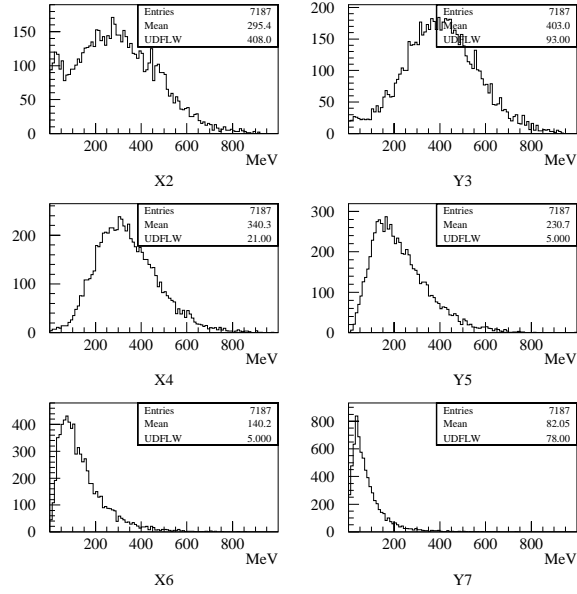 Entries 7187
Mean 295.4
UDFLW 408.0
150
100
50
0
200 400 600 800
MeV
X2
Entries 7187
Mean 403.0
UDFLW 93.00
150
100
50
0
200 400 600 800
MeV
Y3
Entries 7187
Mean 340.3
UDFLW 21.00
200
100
0
200 400 600 800
MeV
X4
Entries 7187
Mean 230.7
UDFLW 5.000
300
200
100
0
200 400 600 800
MeV
Y5
Entries 7187
Mean 140.2
UDFLW 5.000
400
300
200
100
0
200 400 600 800
MeV
X6
Entries 7187
Mean 82.05
UDFLW 78.00
800
600
400
200
0
200 400 600 800
MeV
Y7